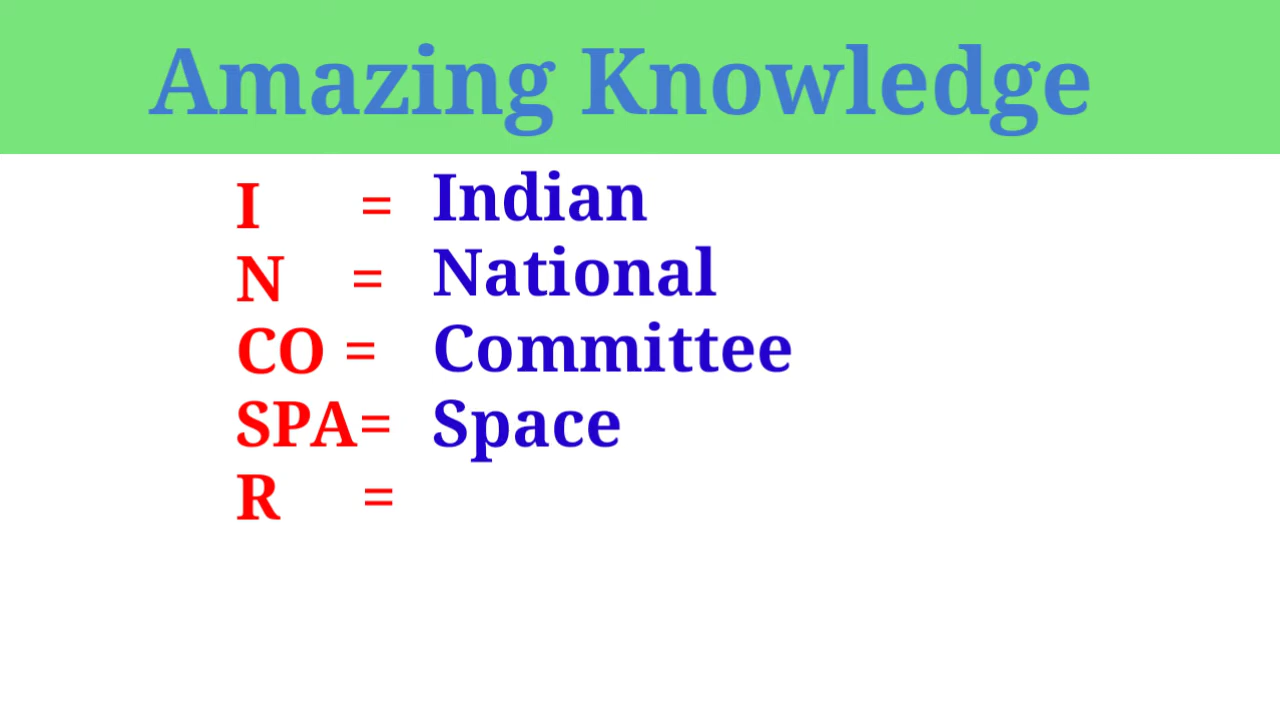 Amazing Knowledge
I = Indian
N = National
CO = Committee
SPA= Space
R =